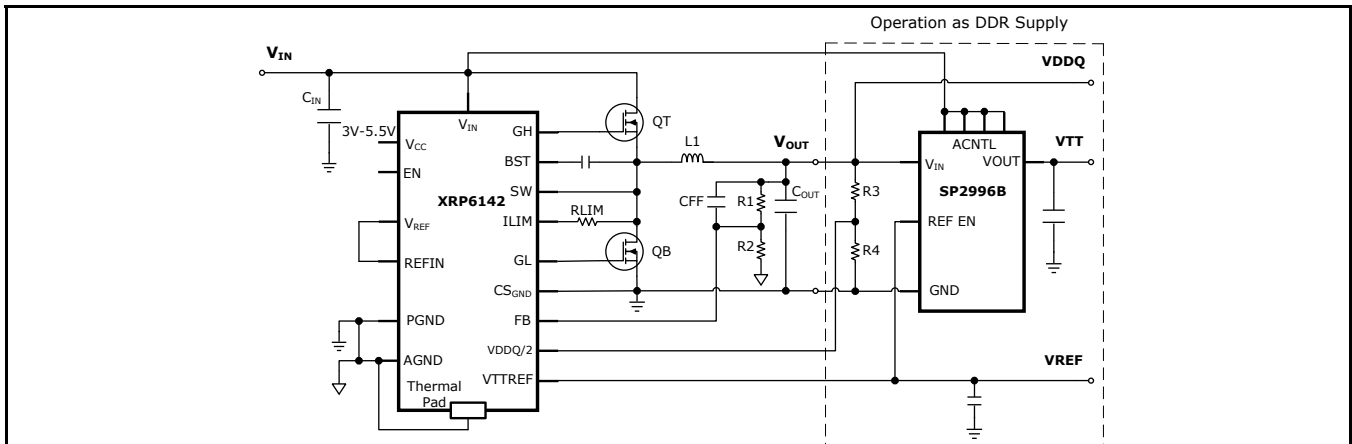 Operation as DDR Supply
VIN
VDDQ
CIN
3V-5.5V
VIN
VCC
EN
XRP6142
VREF
REFIN
PGND
AGND
Thermal
Pad
GH
BST
SW
ILIM
GL
CSGND
FB
VDDQ/2
VTTREF
QT
L1
RLIM
QB
VOUT
CFF
R1
COUT
R2
R3
R4
ACNTL
VIN
VOUT
SP2996B
REF EN
GND
VTT
VREF